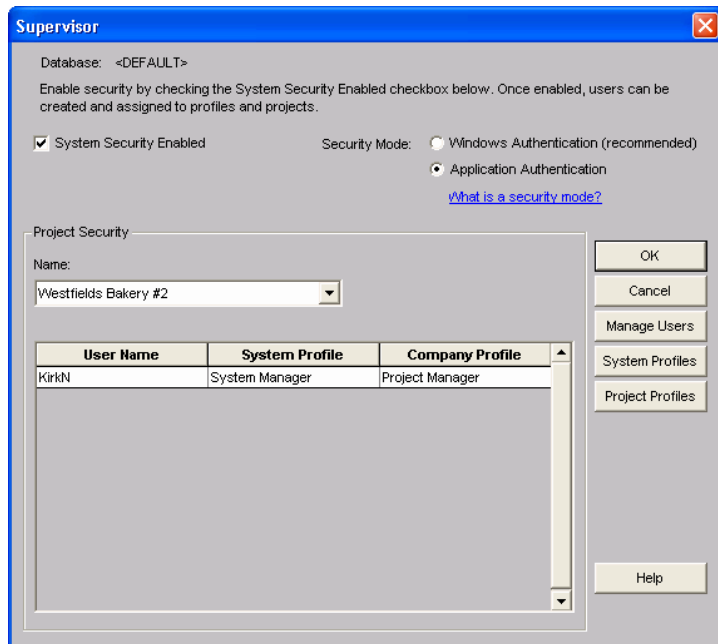 Supervisor
Database: <DEFAULT>
Enable security by checking the System Security Enabled checkbox below. Once enabled, users can be
created and assigned to profiles and projects.
System Security Enabled Security Mode: Windows Authentication (recommended)
Application Authentication
What is a security mode?
Project Security
Name:
Westfields Bakery #2
User Name System Profile Company Profile
KirkN System Manager Project Manager
OK
Cancel
Manage Users
System Profiles
Project Profiles
Help